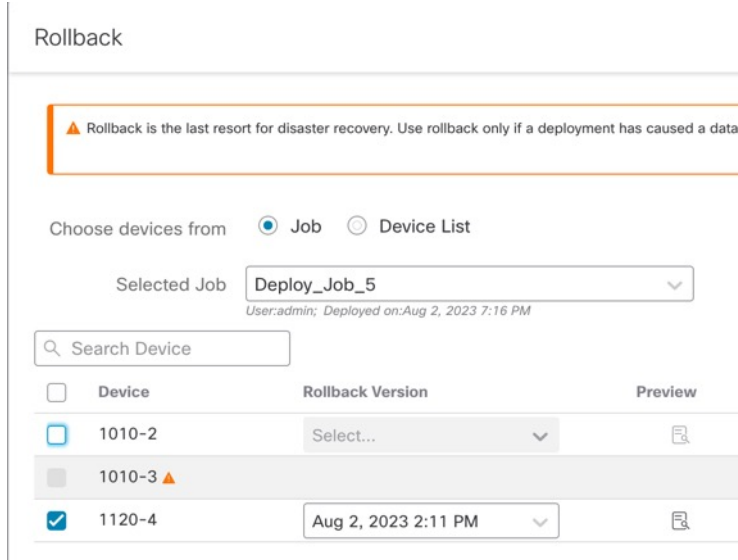 Rollback
Rollback is the last resort for disaster recovery. Use rollback only if a deployment has caused a data
Choose devices from Job Device List
Selected Job Deploy_Job_5
User:admin; Deployed on:Aug 2, 2023 7:16 PM
Search Device
Device Rollback Version Preview
1010-2 Select...
1010-3
1120-4 Aug 2, 2023 2:11 PM